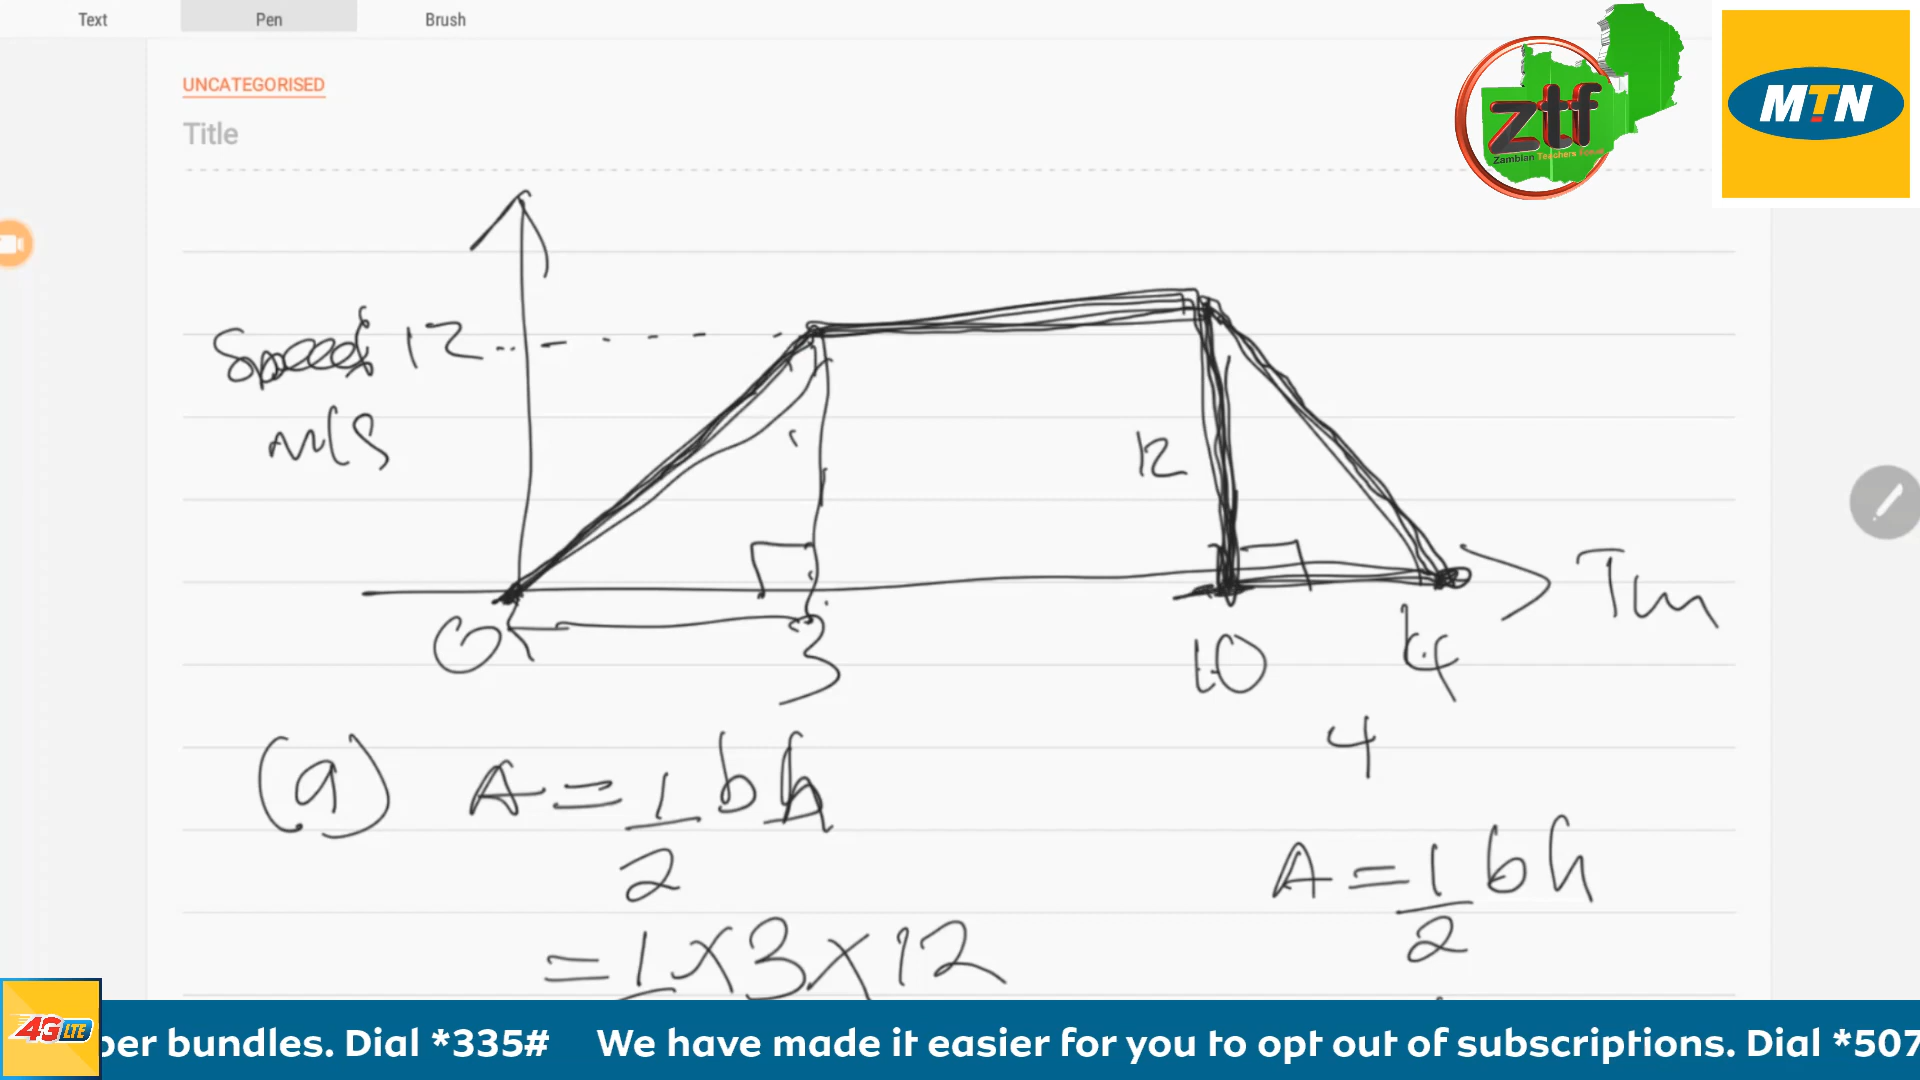 Text Pen Brush
UNCATEGORISED
Title
ztf
Zambian Teachers Forum
MTN
Speed 12
m/s
12
0 3 10 14
4
(a) A = 1/2 bh
A = 1/2 bh
= 1 x 3 x 12
4G LTE
per bundles. Dial *335# We have made it easier for you to opt out of subscriptions. Dial *507